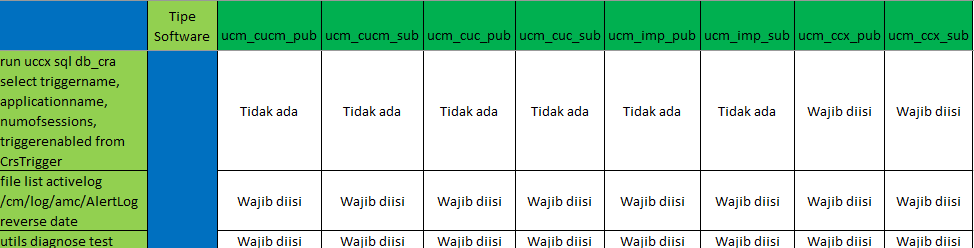 Tipe
Software
ucm_cucm_pub ucm_cucm_sub ucm_cuc_pub ucm_cuc_sub ucm_imp_pub ucm_imp_sub ucm_ccx_pub ucm_ccx_sub
run uccx sql db_cra
select triggername,
applicationname,
numofsessions,
triggerenabled from
CrsTrigger
Tidak ada Tidak ada Tidak ada Tidak ada Tidak ada Tidak ada Wajib diisi Wajib diisi
file list activelog
/cm/log/amc/AlertLog
reverse date
Wajib diisi Wajib diisi Wajib diisi Wajib diisi Wajib diisi Wajib diisi Wajib diisi Wajib diisi
utils diagnose test Wajib diisi Wajib diisi Wajib diisi Wajib diisi Wajib diisi Wajib diisi Wajib diisi Wajib diisi